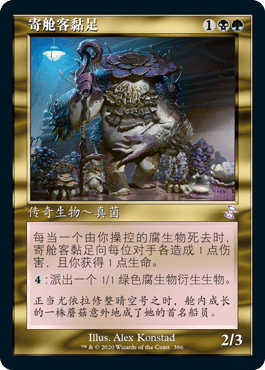 寄舱客黏足 1
传奇生物～真菌
每当一个由你操控的腐生物死去时，
寄舱客黏足向每位对手各造成1点伤
害，且你获得1点生命。
4：派出一个1/1绿色腐生物衍生生物。
正当尤依拉修整晴空号之时，舱内成长
的一株蘑菇意外地成了她的首名船员。
Illus. Alex Konstad
™ & © 2020 Wizards of the Coast 386
2/3